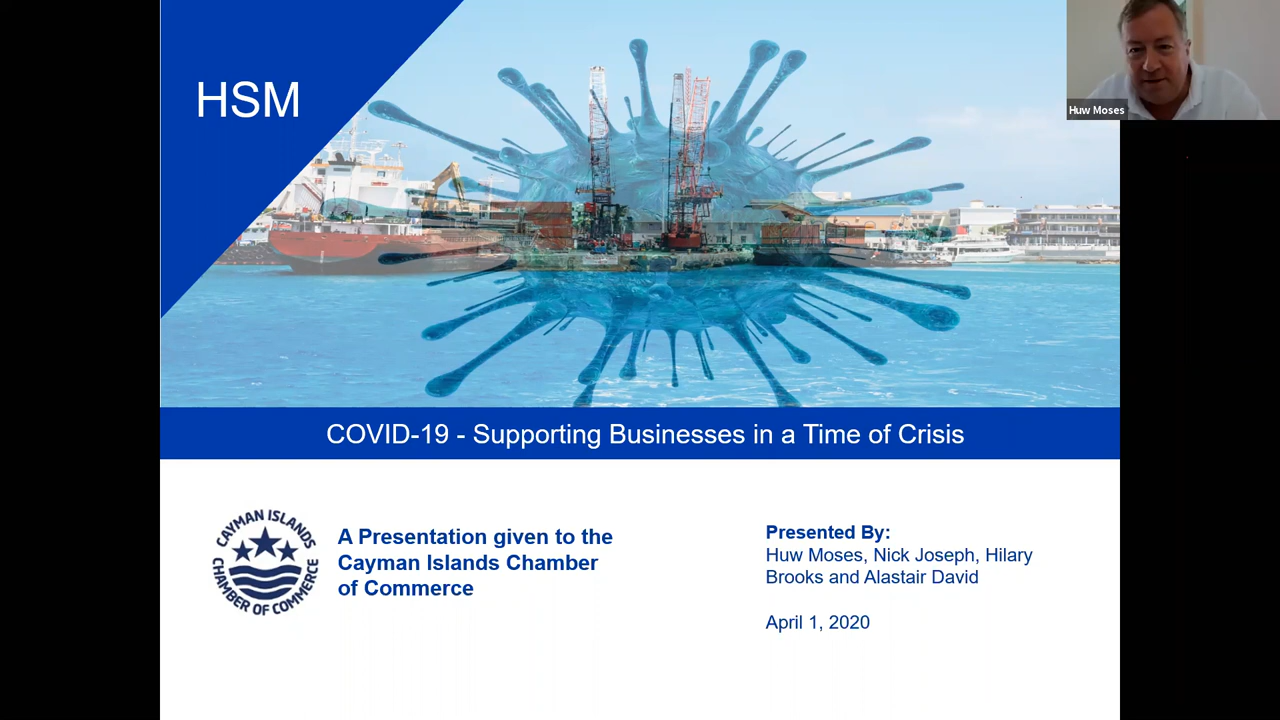 HSM
Huw Moses
COVID-19 - Supporting Businesses in a Time of Crisis
CAYMAN ISLANDS
CHAMBER OF COMMERCE
A Presentation given to the
Cayman Islands Chamber
of Commerce
Presented By:
Huw Moses, Nick Joseph, Hilary
Brooks and Alastair David
April 1, 2020